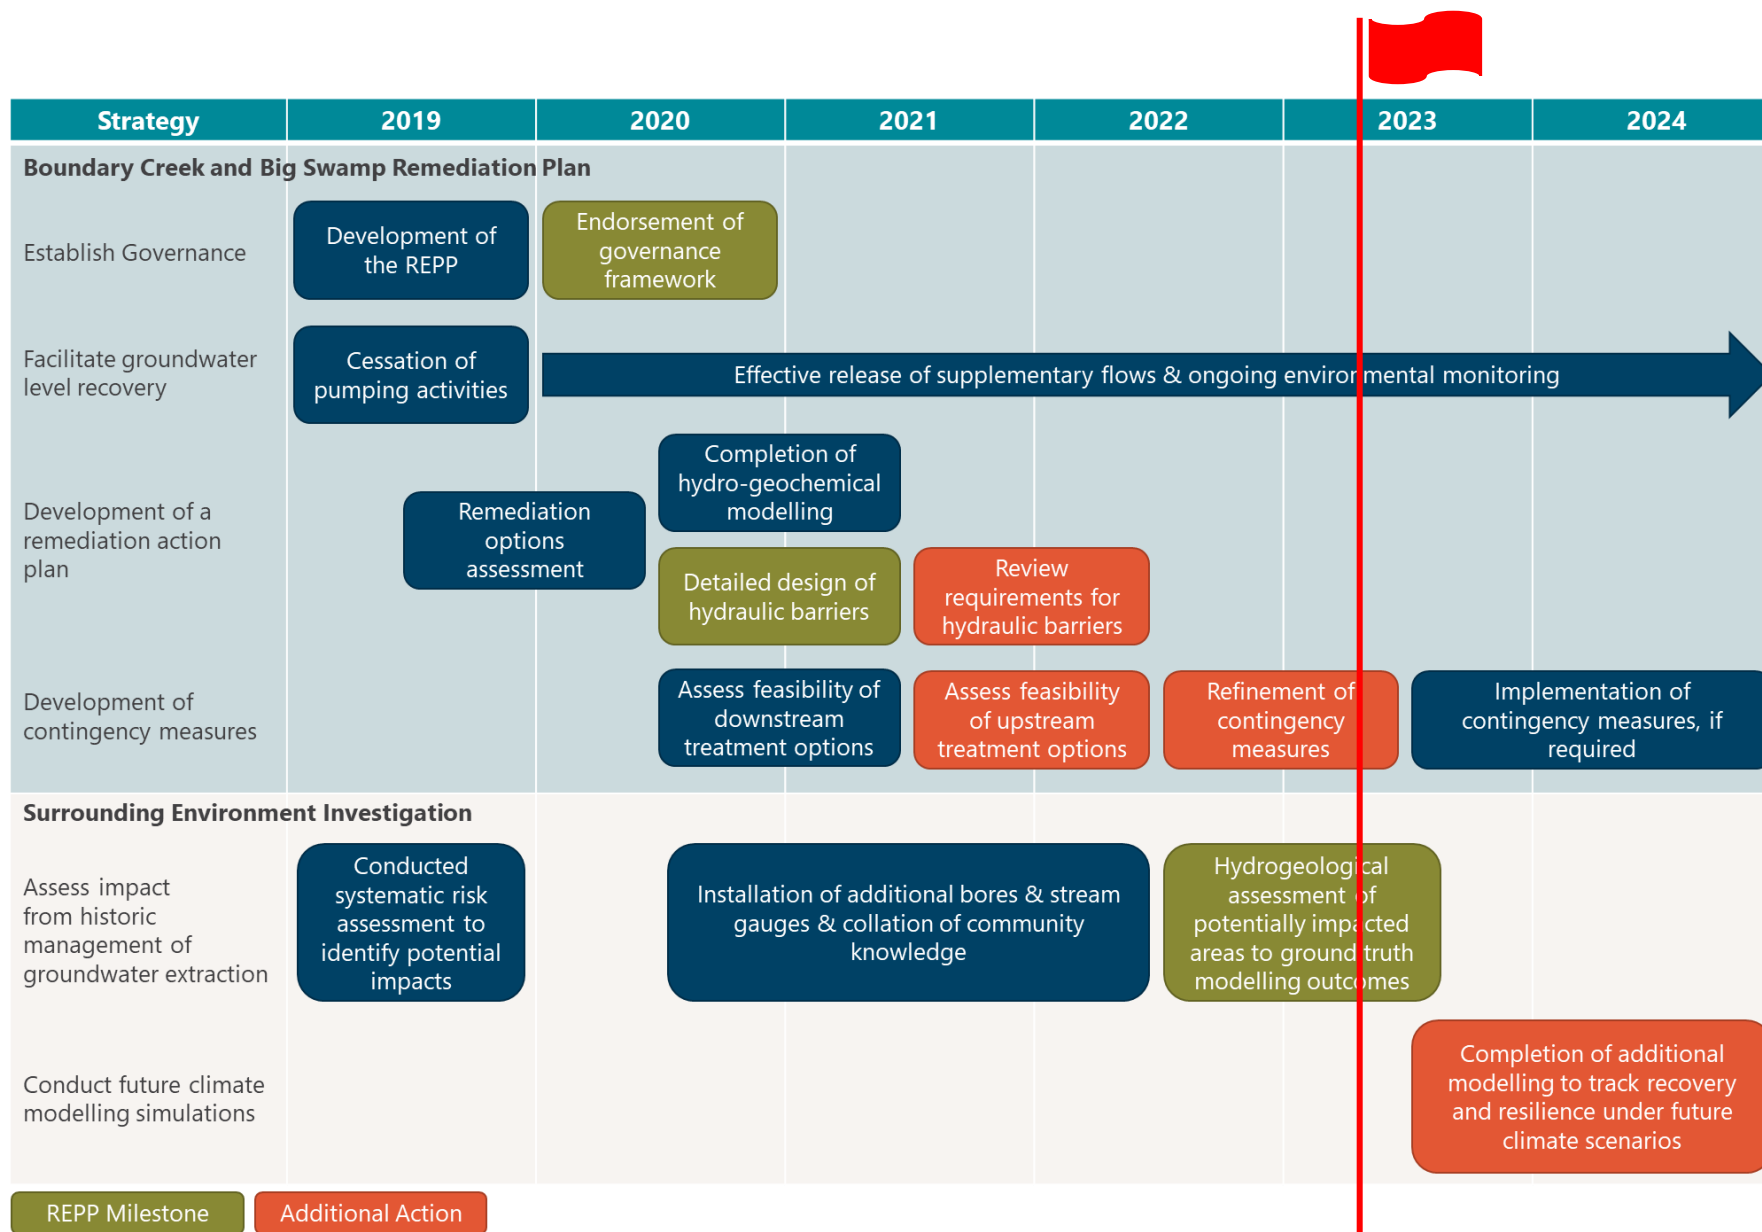 Strategy
2019
2020
2021
2022
2023
2024
Boundary Creek and Big Swamp Remediation Plan
Establish Governance
Development of
the REPP
Endorsement of
governance
framework
Facilitate groundwater
level recovery
Cessation of
pumping activities
Effective release of supplementary flows & ongoing environmental monitoring
Development of a
remediation action
plan
Remediation
options
assessment
Completion of
hydro-geochemical
modelling
Detailed design of
hydraulic barriers
Review
requirements for
hydraulic barriers
Development of
contingency measures
Assess feasibility of
downstream
treatment options
Assess feasibility
of upstream
treatment options
Refinement of
contingency
measures
Implementation of
contingency measures, if
required
Surrounding Environment Investigation
Assess impact
from historic
management of
groundwater extraction
Conducted
systematic risk
assessment to
identify potential
impacts
Installation of additional bores & stream
gauges & collation of community
knowledge
Hydrogeological
assessment of
potentially impacted
areas to ground truth
modelling outcomes
Conduct future climate
modelling simulations
Completion of additional
modelling to track recovery
and resilience under future
climate scenarios
REPP Milestone
Additional Action